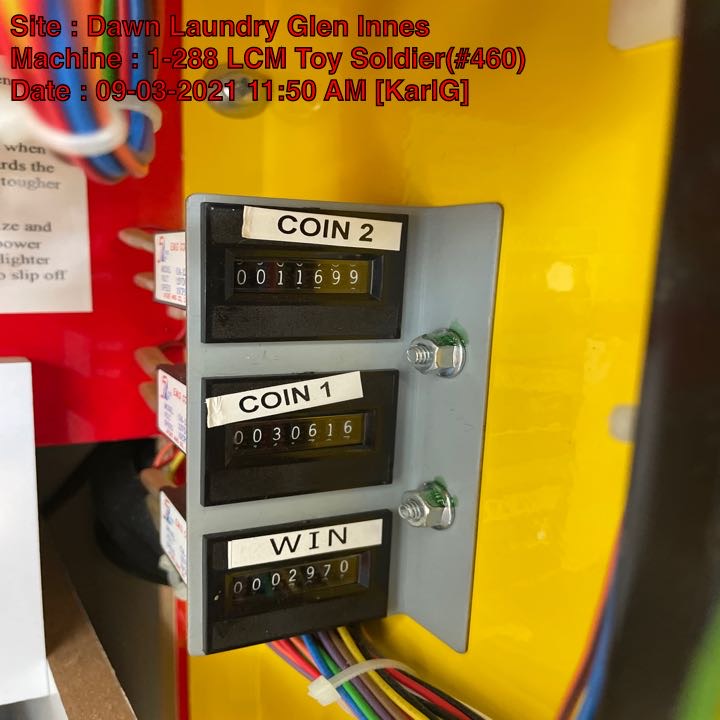 Site : Dawn Laundry Glen Innes
Machine : 1-288 LCM Toy Soldier(#460)
Date : 09-03-2021 11:50 AM [KarlG]
when
rds the
tougher
ze and
power
lighter
o slip off
COIN 2
0011699
COIN 1
0030616
WIN
0002970